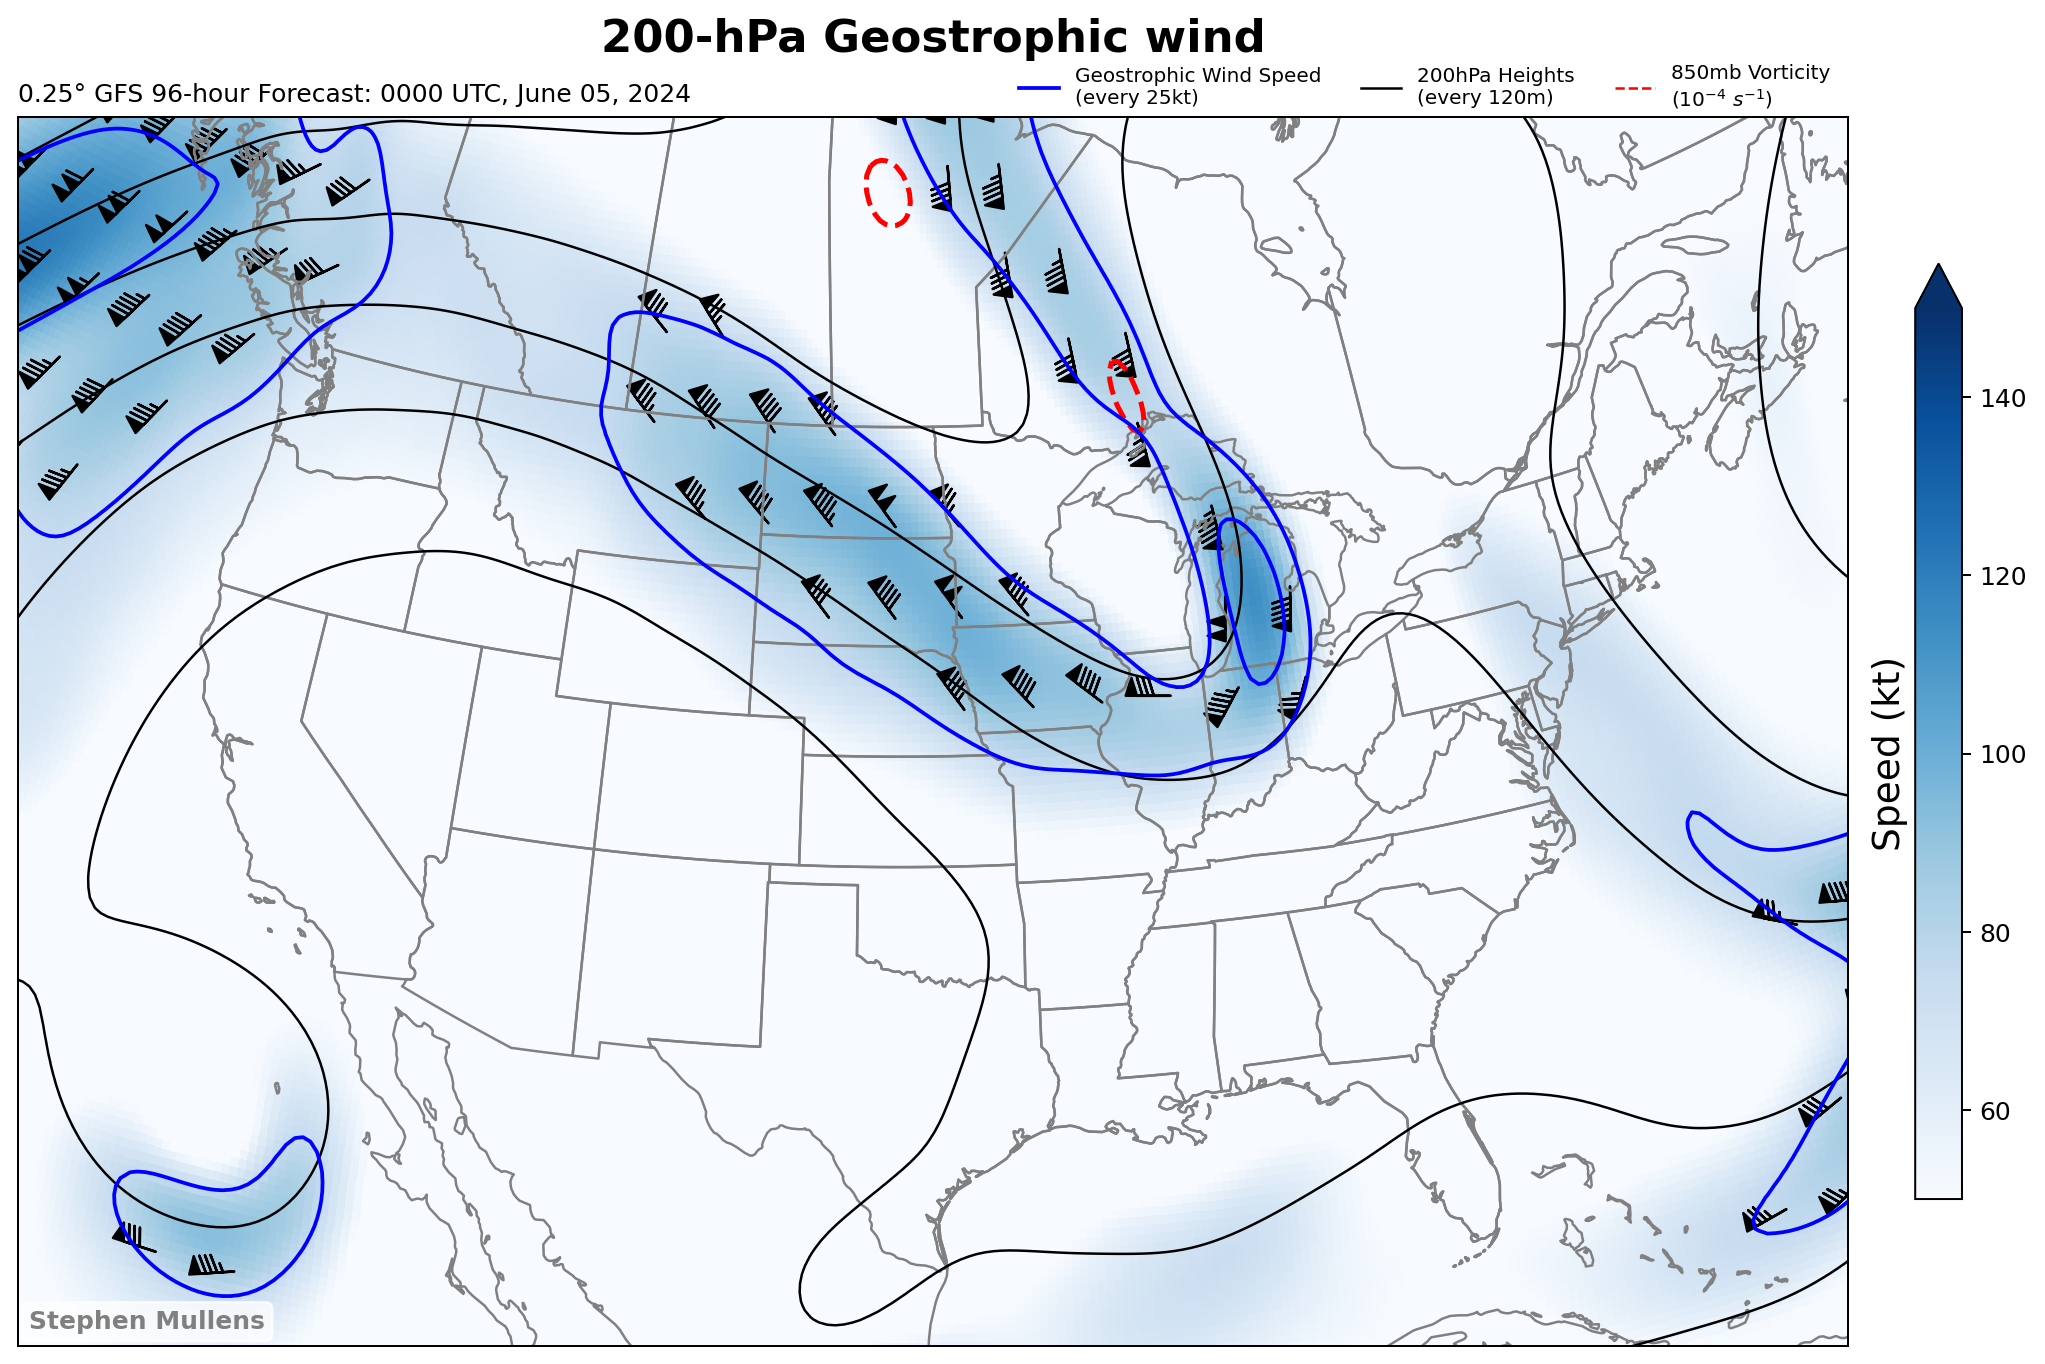 200-hPa Geostrophic wind
0.25° GFS 96-hour Forecast: 0000 UTC, June 05, 2024
Geostrophic Wind Speed
(every 25kt)
200hPa Heights
(every 120m)
850mb Vorticity
(10⁻⁴ s⁻¹)
140
120
100
80
60
Speed (kt)
Stephen Mullens